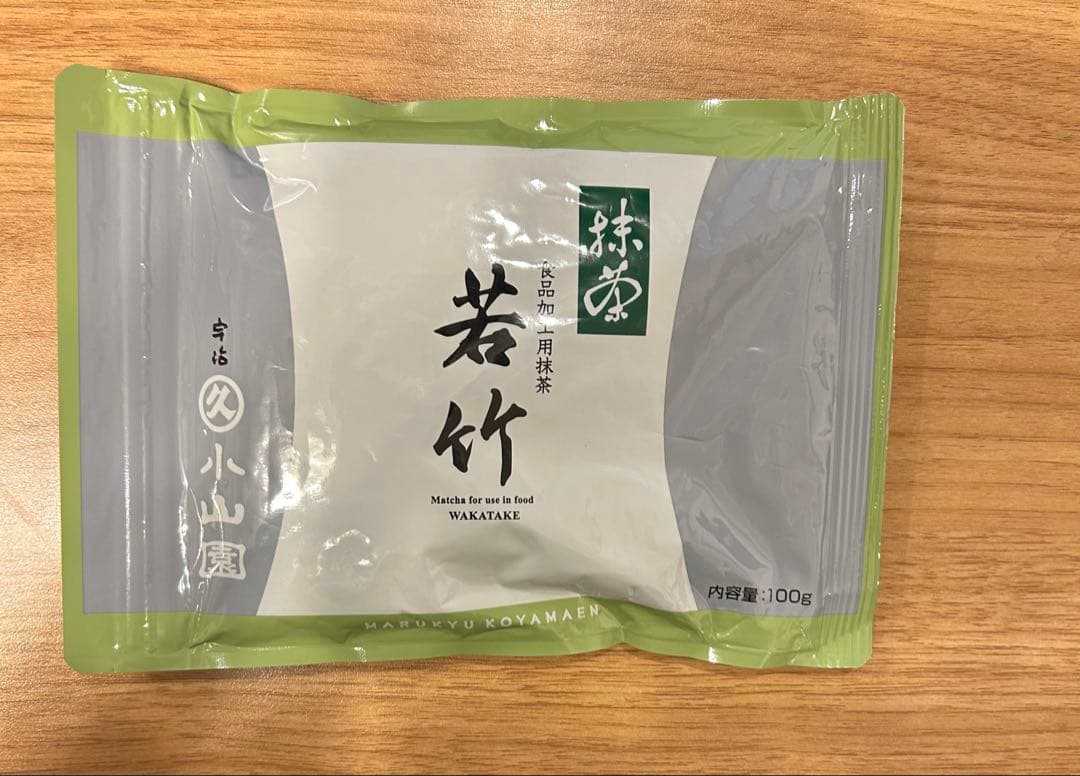 抹茶
食品加工用抹茶
若竹
Matcha for use in food
WAKATAKE
宇治
久
小山園
内容量:100g
MARUKYU KOYAMAEN